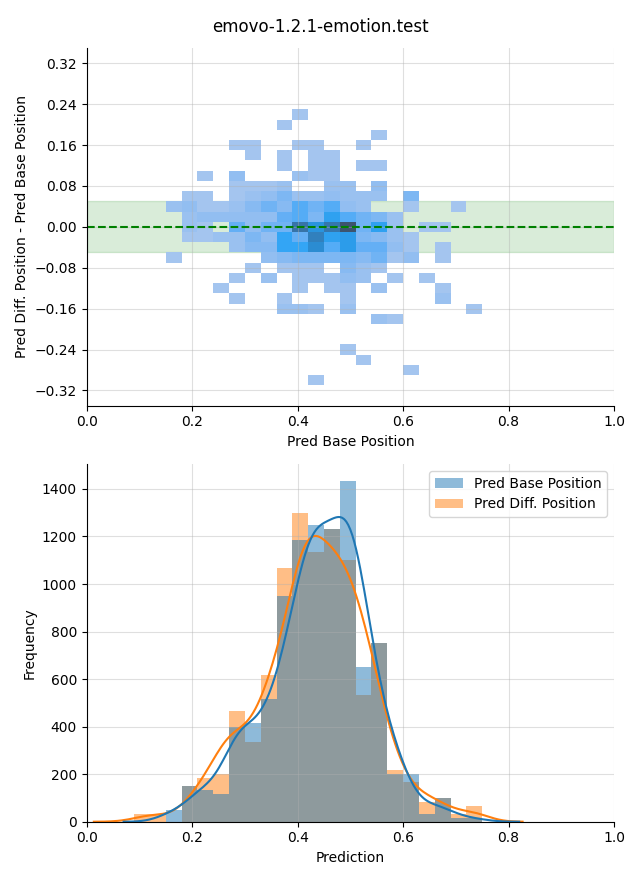 emovo-1.2.1-emotion.test
Pred Diff. Position - Pred Base Position
0.32
0.24
0.16
0.08
0.00
−0.08
−0.16
−0.24
−0.32
0.0 0.2 0.4 0.6 0.8 1.0
Pred Base Position
Pred Base Position
Pred Diff. Position
Frequency
1400
1200
1000
800
600
400
200
0
0.0 0.2 0.4 0.6 0.8 1.0
Prediction